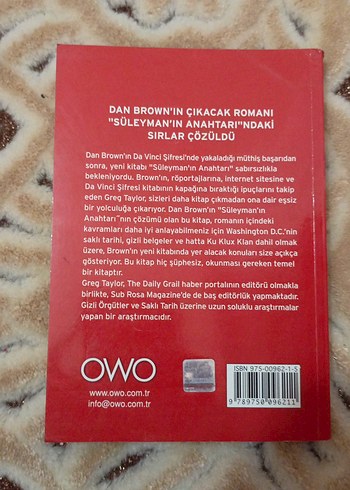 DAN BROWN'IN ÇIKACAK ROMANI
"SÜLEYMAN'IN ANAHTARI"NDAKİ
SIRLAR ÇÖZÜLDÜ
Dan Brown'ın Da Vinci Şifresi'nde yakaladığı müthiş başarıdan
sonra, yeni kitabı "Süleyman'ın Anahtarı" sabırsızlıkla
bekleniyordu. Brown'ın, röportajlarına, internet sitesine ve
Da Vinci Şifresi kitabının kapağına bıraktığı ipuçlarını takip
eden Greg Taylor, sizleri daha kitap çıkmadan ona dair eşsiz
bir yolculuğa çıkarıyor. Dan Brown'ın "Süleyman'ın
Anahtarı"nın çözümü olan bu kitap, romanın içindeki
kavramları daha iyi anlayabilmeniz için Washington D.C.'nin
saklı tarihi, gizli belgeler ve hatta Ku Klux Klan dahil olmak
üzere, Brown'ın yeni kitabında yer alacak konuları size açıkça
gösteriyor. Bu kitap hiç şüphesiz, okunması gereken temel
bir kitaptır.
Greg Taylor, The Daily Grail haber portalının editörü olmakla
birlikte, Sub Rosa Magazine'de de baş editörlük yapmaktadır.
Gizli Örgütler ve Saklı Tarih üzerine uzun soluklu araştırmalar
yapan bir araştırmacıdır.
OWO
www.owo.com.tr
info@owo.com.tr
ISBN 975-00962-1-5
9 789750 096211